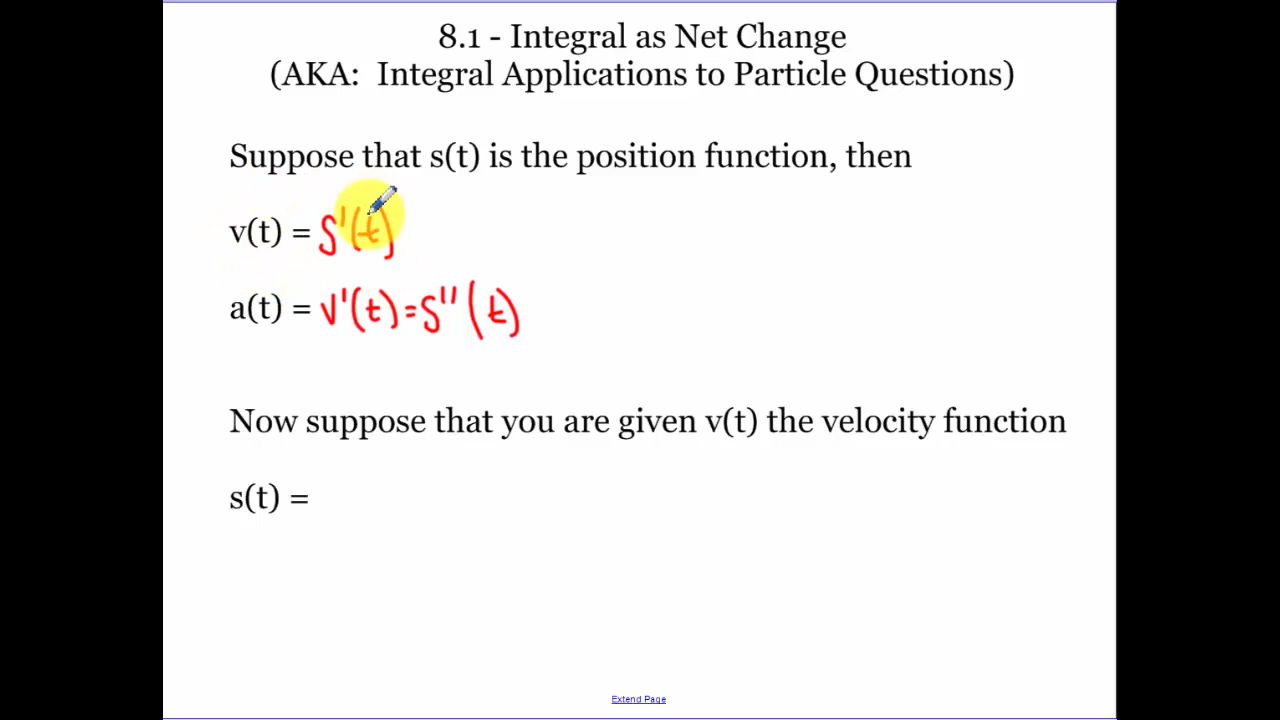 8.1 - Integral as Net Change
(AKA:  Integral Applications to Particle Questions)
Suppose that s(t) is the position function, then
v(t) = s'(t)
a(t) = v'(t) = s''(t)
Now suppose that you are given v(t) the velocity function
s(t) =
Extend Page